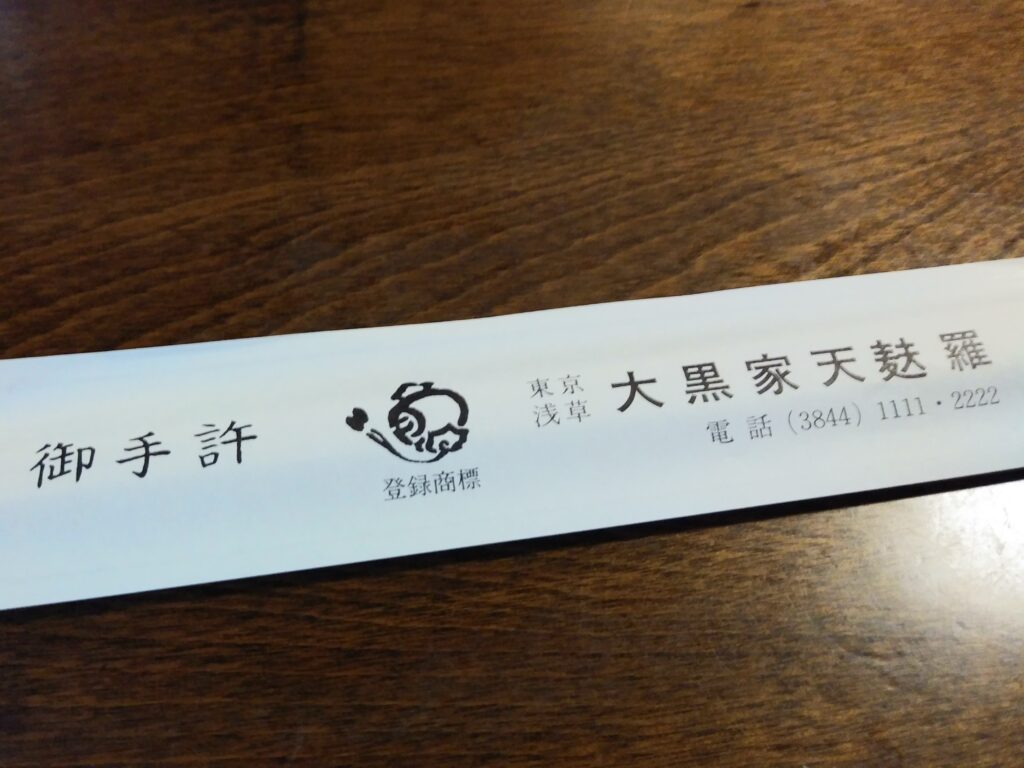 御手許
登録商標
東京
浅草
大黒家天麩羅
電話 (3844) 1111・2222